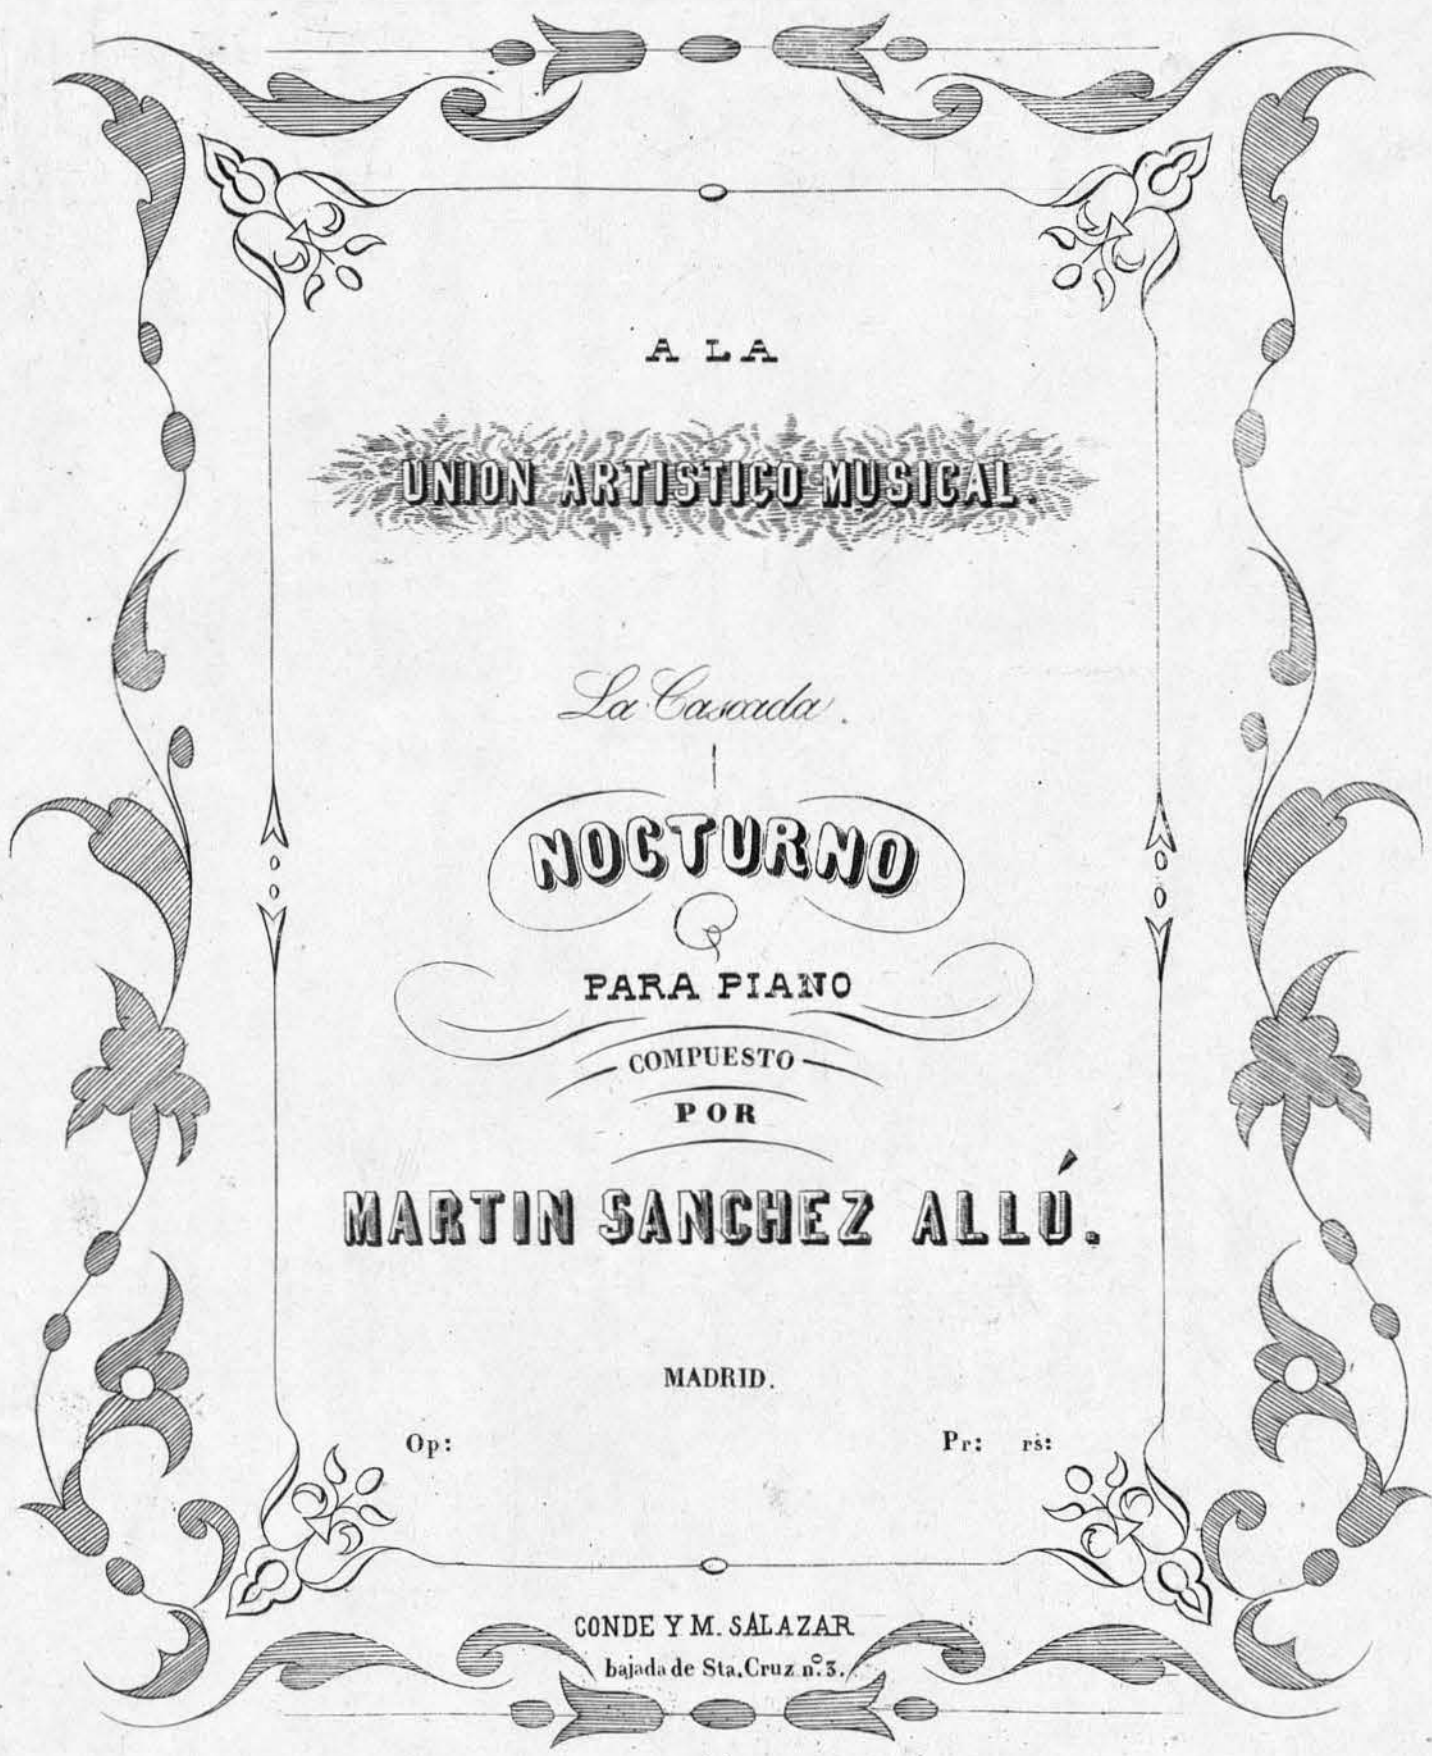 A LA
UNION ARTISTICO MUSICAL.
La Cascada.
NOCTURNO
PARA PIANO
COMPUESTO
POR
MARTIN SANCHEZ ALLÚ.
MADRID.
Op: Pr: rs:
CONDE Y M. SALAZAR
bajada de Sta. Cruz nº. 3.